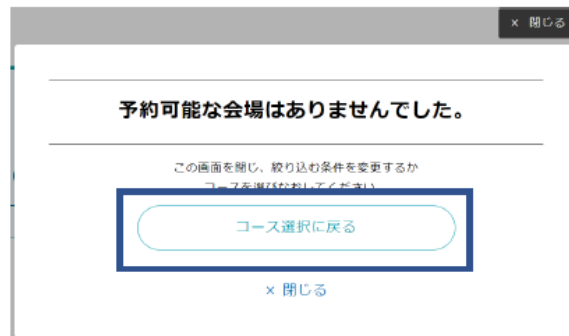 × 閉じる
予約可能な会場はありませんでした。
この画面を閉じ、絞り込む条件を変更するか
コースを選びなおしてください
コース選択に戻る
× 閉じる